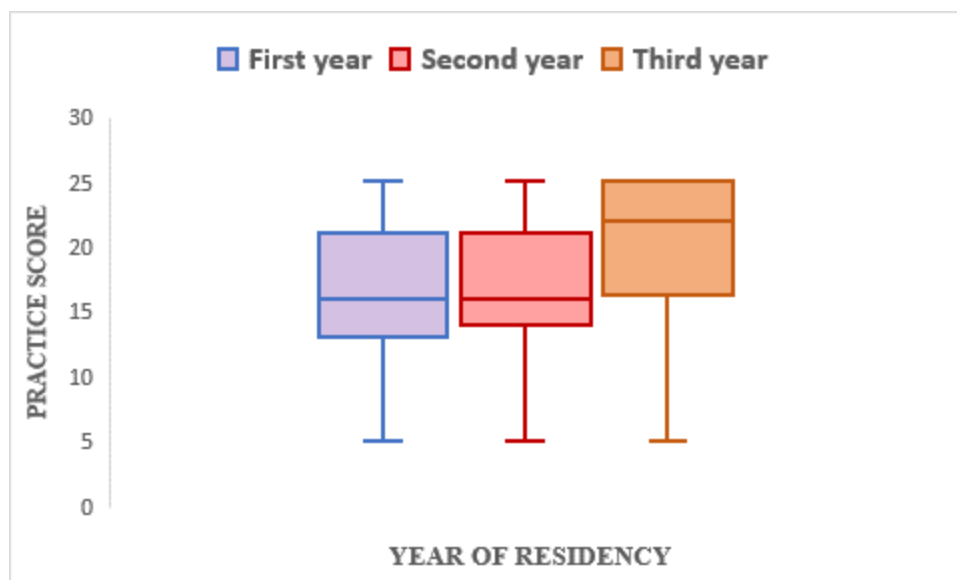 First year Second year Third year
30
25
20
15
10
5
0
PRACTICE SCORE
YEAR OF RESIDENCY